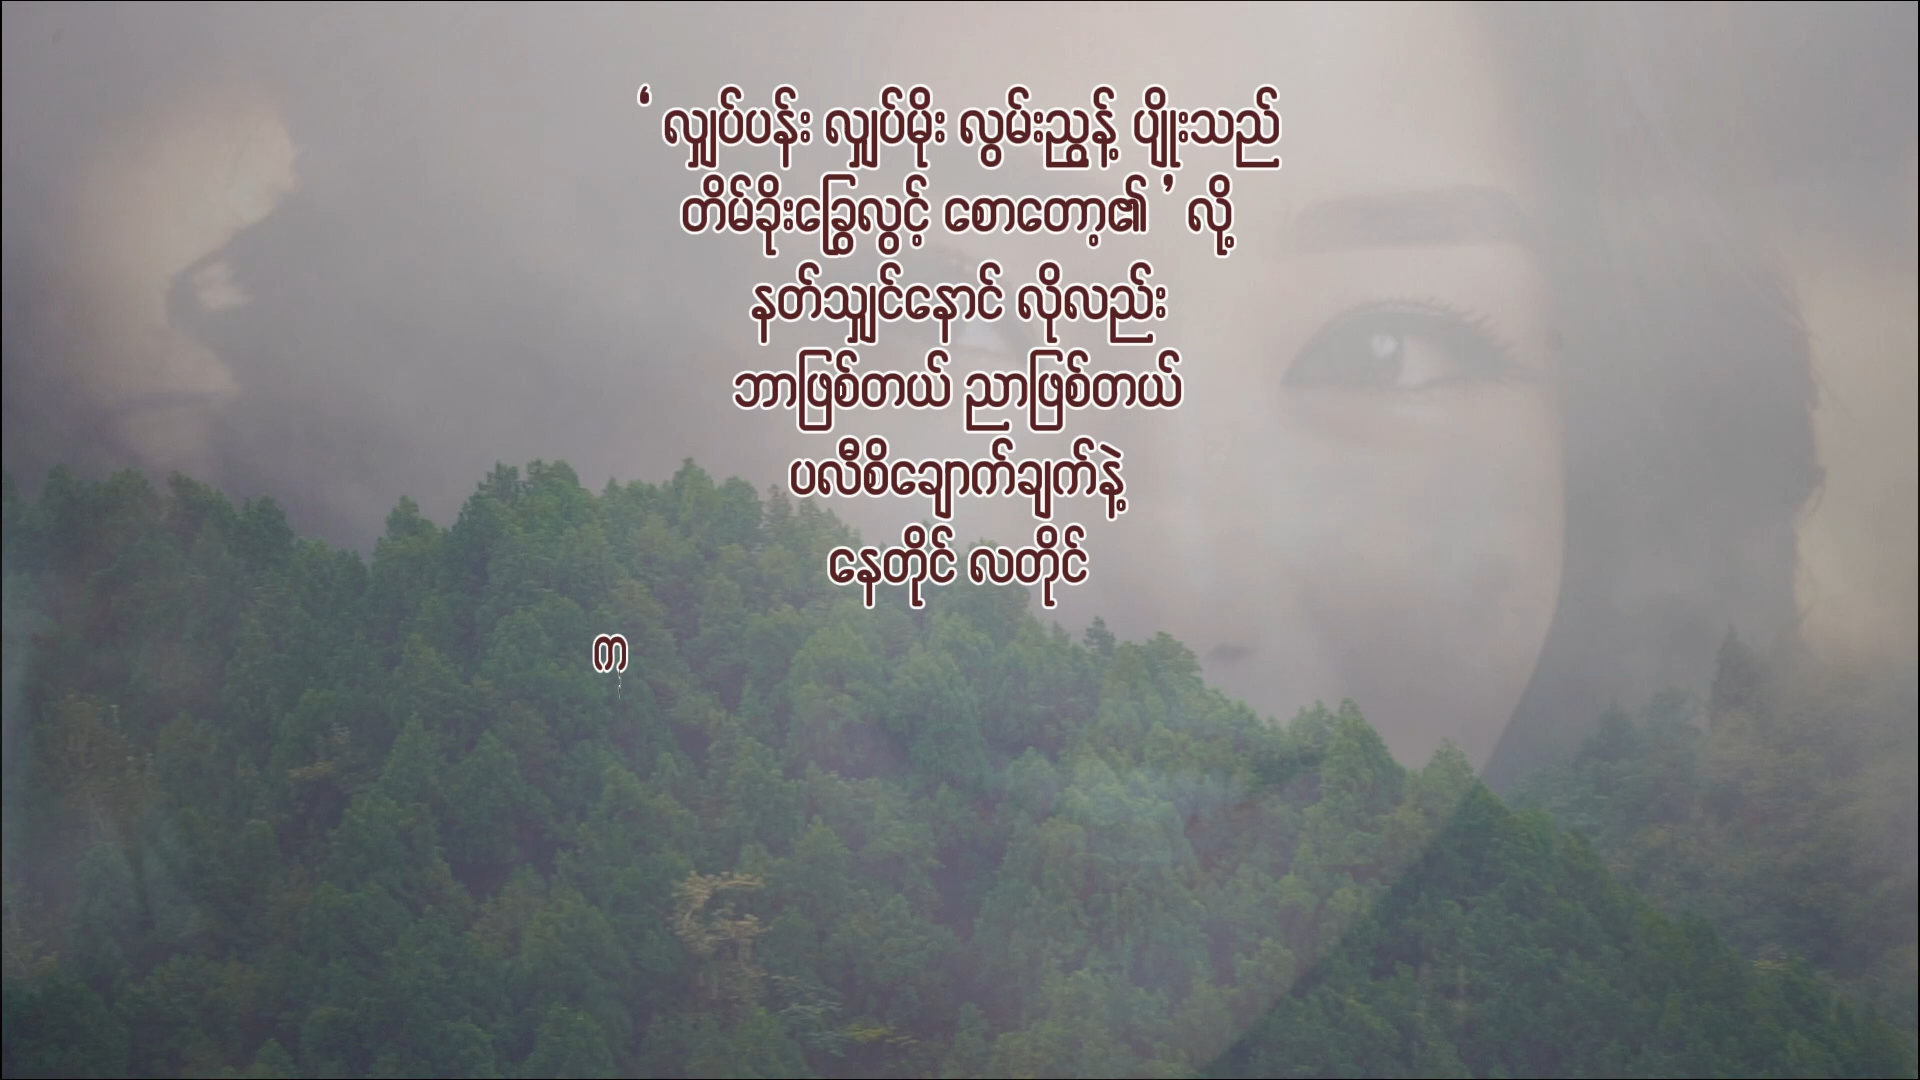 ‘ လျှပ်ပန်း လျှပ်မိုး လွမ်းညွှန့် ပျိုးသည်
တိမ်ခိုးခြွေလွင့် စောတော့၏ ’ လို့
နတ်သျှင်နောင် လိုလည်း
ဘာဖြစ်တယ် ညာဖြစ်တယ်
ပလီစိချောက်ချက်နဲ့
နေတိုင် လတိုင်
က